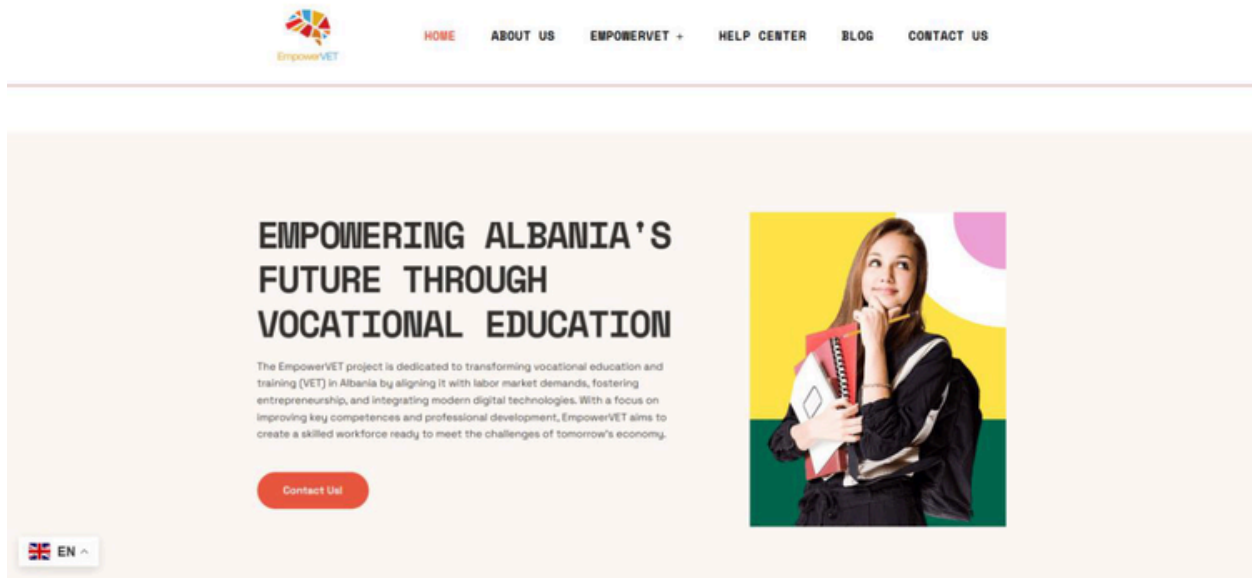 EmpowerVET
HOME ABOUT US EMPOWERVET + HELP CENTER BLOG CONTACT US
EMPOWERING ALBANIA'S
FUTURE THROUGH
VOCATIONAL EDUCATION
The EmpowerVET project is dedicated to transforming vocational education and
training (VET) in Albania by aligning it with labor market demands, fostering
entrepreneurship, and integrating modern digital technologies. With a focus on
improving key competences and professional development, EmpowerVET aims to
create a skilled workforce ready to meet the challenges of tomorrow's economy.
Contact Us!
EN